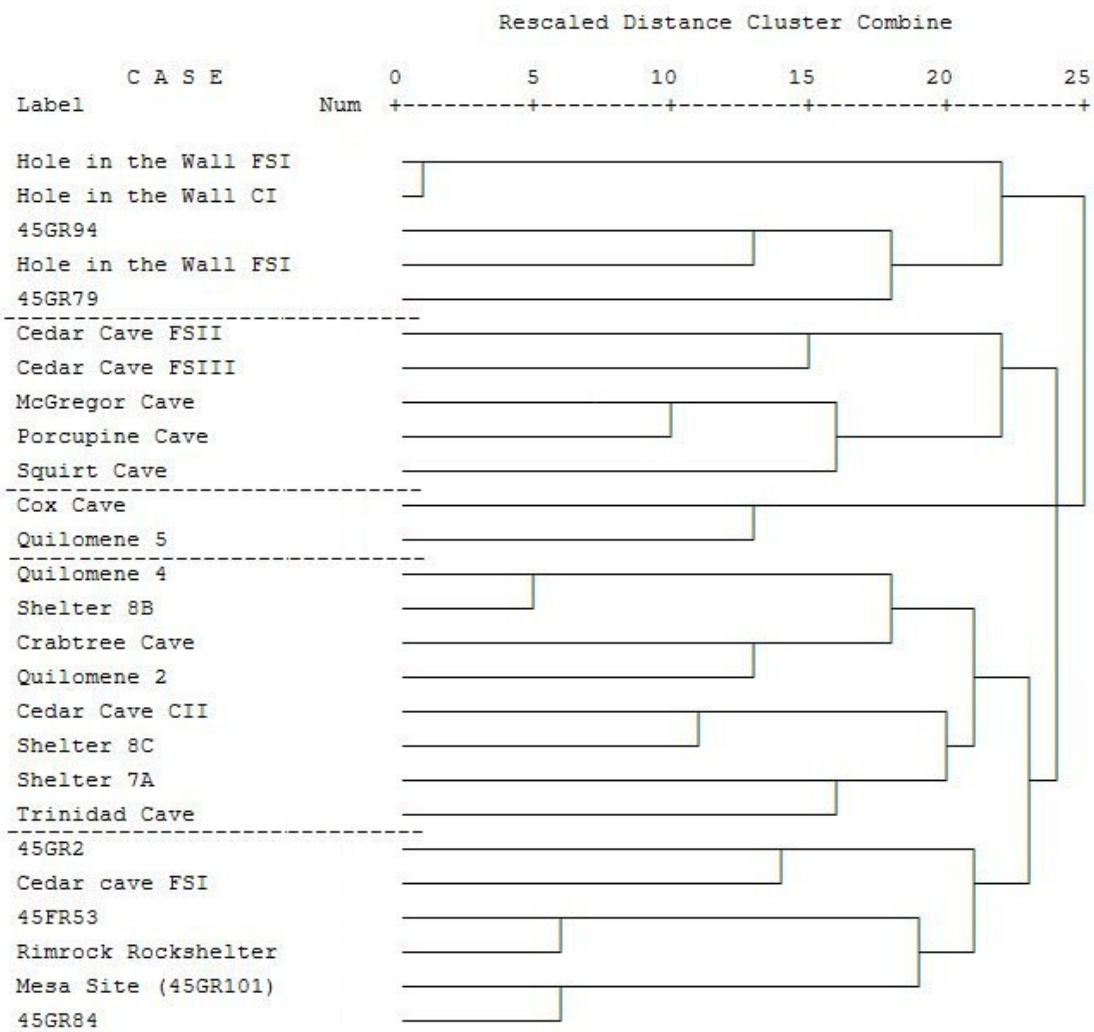 Rescaled Distance Cluster Combine
C A S E 0 5 10 15 20 25
Label Num +---------+---------+---------+---------+---------+
Hole in the Wall FSI
Hole in the Wall CI
45GR94
Hole in the Wall FSI
45GR79
Cedar Cave FSII
Cedar Cave FSIII
McGregor Cave
Porcupine Cave
Squirt Cave
Cox Cave
Quilomene 5
Quilomene 4
Shelter 8B
Crabtree Cave
Quilomene 2
Cedar Cave CII
Shelter 8C
Shelter 7A
Trinidad Cave
45GR2
Cedar cave FSI
45FR53
Rimrock Rockshelter
Mesa Site (45GR101)
45GR84